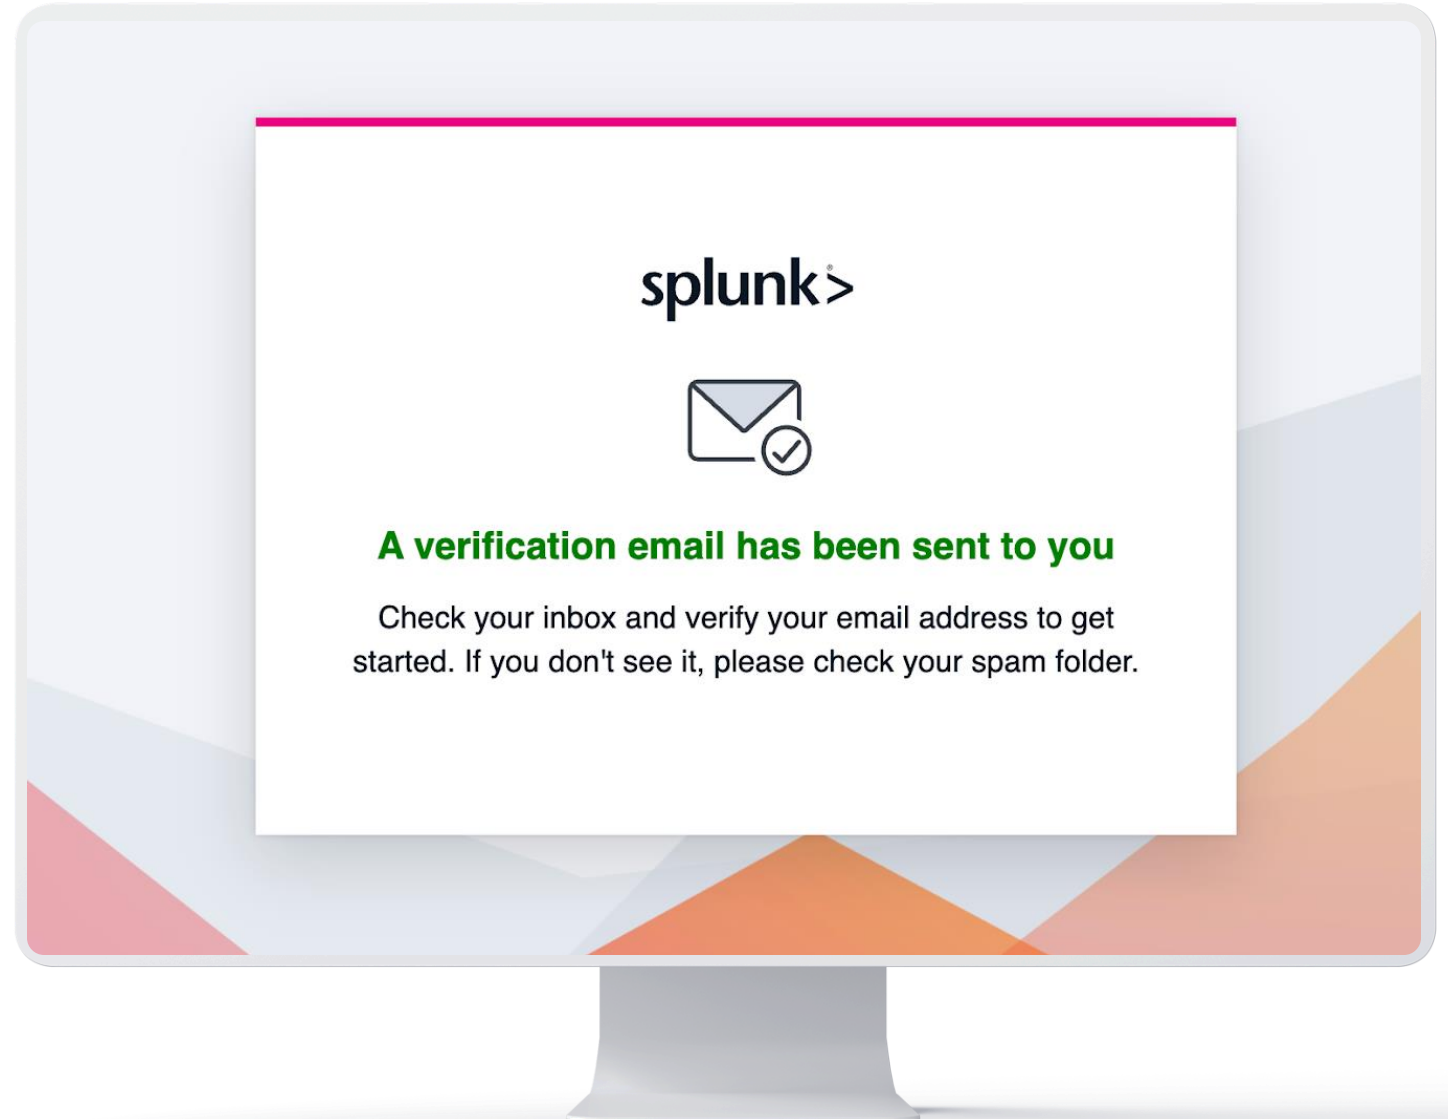 splunk>
A verification email has been sent to you
Check your inbox and verify your email address to get
started. If you don't see it, please check your spam folder.